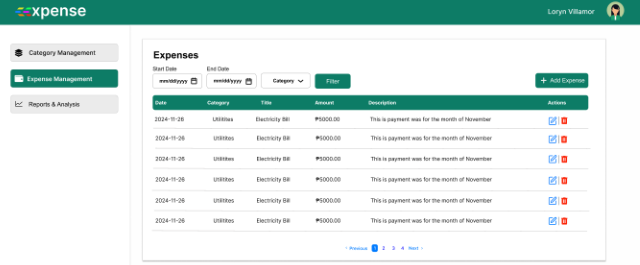 xpense
Loryn Villamor
Category Management
Expense Management
Reports & Analysis
Expenses
Start Date End Date
mm/dd/yyyy mm/dd/yyyy Category Filter + Add Expense
Date Category Title Amount Description Actions
2024-11-26 Utilitites Electricity Bill ₱5000.00 This is payment was for the month of November
2024-11-26 Utilitites Electricity Bill ₱5000.00 This is payment was for the month of November
2024-11-26 Utilitites Electricity Bill ₱5000.00 This is payment was for the month of November
2024-11-26 Utilitites Electricity Bill ₱5000.00 This is payment was for the month of November
2024-11-26 Utilitites Electricity Bill ₱5000.00 This is payment was for the month of November
2024-11-26 Utilitites Electricity Bill ₱5000.00 This is payment was for the month of November
< Previous 1 2 3 4 Next >